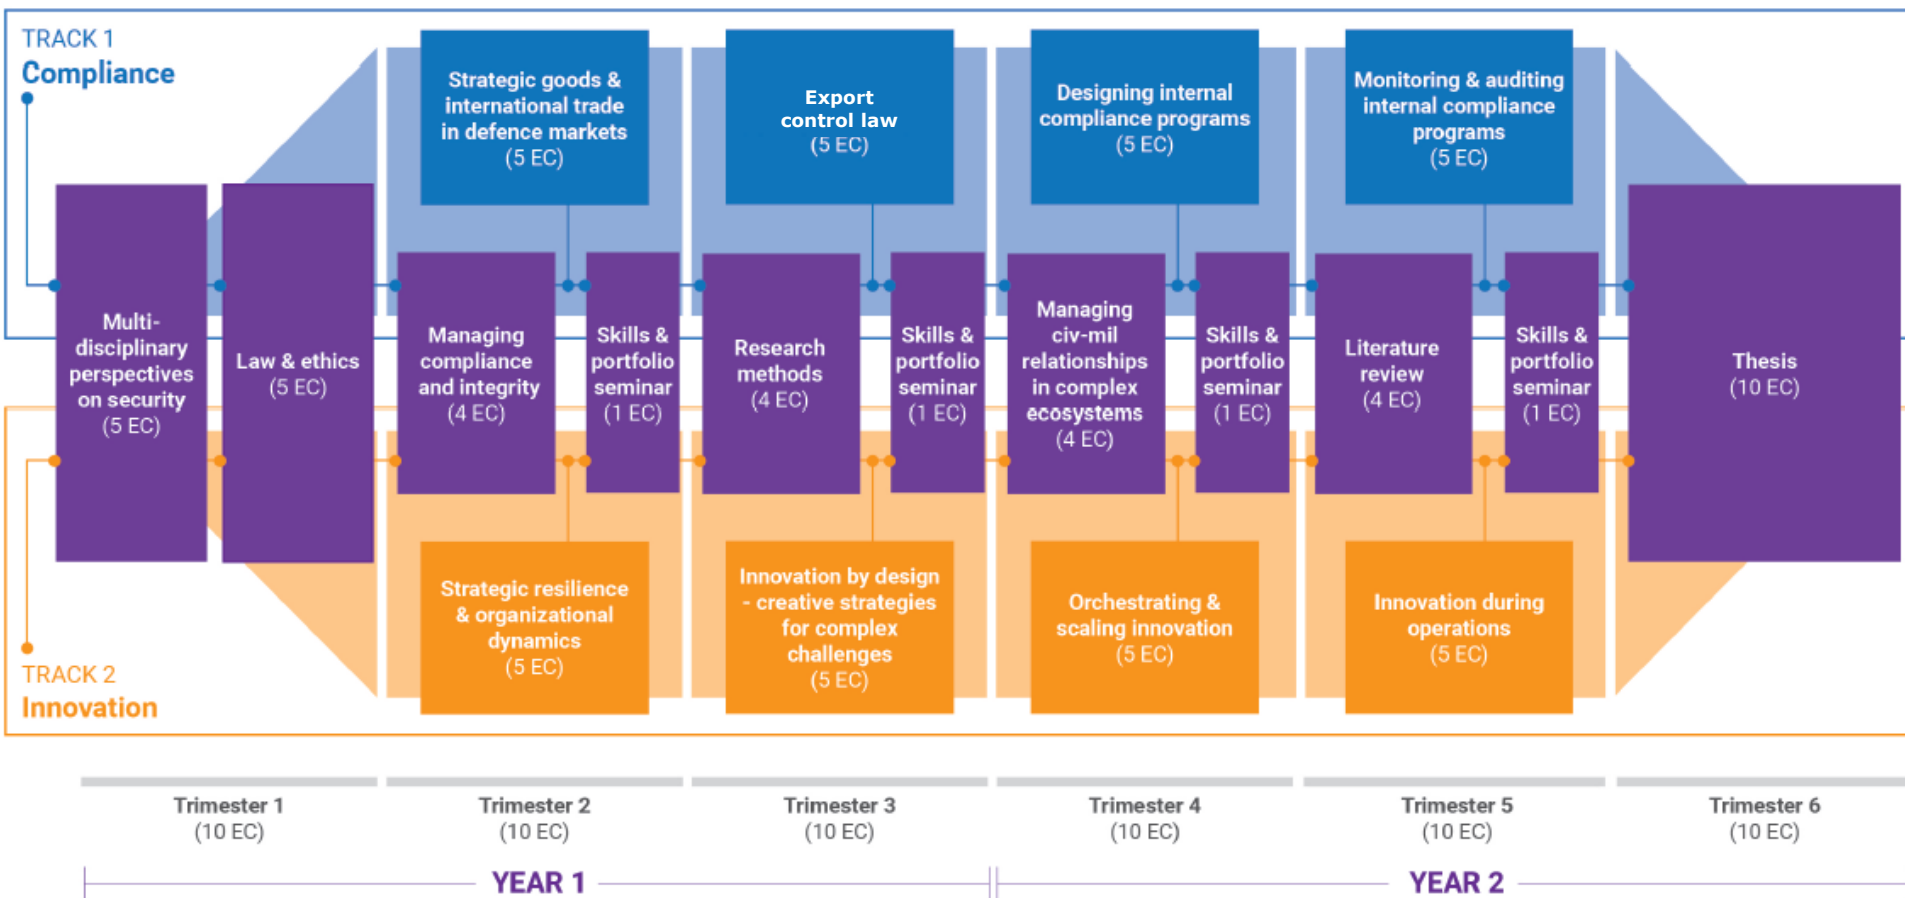 TRACK 1
Compliance
Strategic goods &
international trade
in defence markets
(5 EC)
Export
control law
(5 EC)
Designing internal
compliance programs
(5 EC)
Monitoring & auditing
internal compliance
programs
(5 EC)
Multi-
disciplinary
perspectives
on security
(5 EC)
Law & ethics
(5 EC)
Managing
compliance
and integrity
(4 EC)
Skills &
portfolio
seminar
(1 EC)
Research
methods
(4 EC)
Skills &
portfolio
seminar
(1 EC)
Managing
civ-mil
relationships
in complex
ecosystems
(4 EC)
Skills &
portfolio
seminar
(1 EC)
Literature
review
(4 EC)
Skills &
portfolio
seminar
(1 EC)
Thesis
(10 EC)
Strategic resilience
& organizational
dynamics
(5 EC)
Innovation by design
- creative strategies
for complex
challenges
(5 EC)
Orchestrating &
scaling innovation
(5 EC)
Innovation during
operations
(5 EC)
TRACK 2
Innovation
Trimester 1
(10 EC)
Trimester 2
(10 EC)
Trimester 3
(10 EC)
Trimester 4
(10 EC)
Trimester 5
(10 EC)
Trimester 6
(10 EC)
YEAR 1
YEAR 2